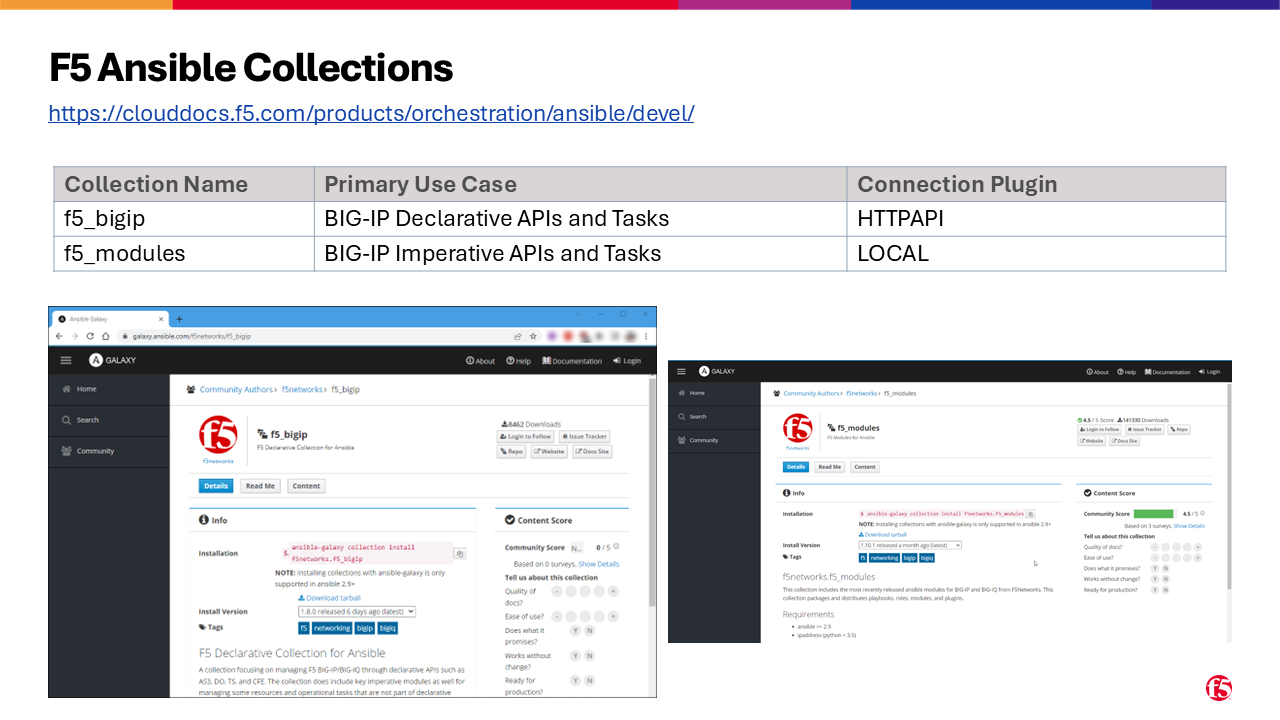 F5 Ansible Collections
https://clouddocs.f5.com/products/orchestration/ansible/devel/
Collection Name Primary Use Case Connection Plugin
f5_bigip BIG-IP Declarative APIs and Tasks HTTPAPI
f5_modules BIG-IP Imperative APIs and Tasks LOCAL
Ansible Galaxy
galaxy.ansible.com/f5networks/f5_bigip
A GALAXY About Help Documentation Login
Home
Search
Community
Community Authors> f5networks> f5_bigip
f5
f5networks
f5_bigip
F5 Declarative Collection for Ansible
8462 Downloads
Login to Follow Issue Tracker
Repo Website Docs Site
Details Read Me Content
Info
Installation
$ ansible-galaxy collection install
f5networks.f5_bigip
NOTE: Installing collections with ansible-galaxy is only
supported in ansible 2.9+
Download tarball
Install Version 1.8.0 released 6 days ago (latest)
Tags f5 networking bigip bigiq
F5 Declarative Collection for Ansible
A collection focusing on managing F5 BIG-IP/BIG-IQ through declarative APIs such as
AS3, DO, TS, and CFE. The collection does include key imperative modules as well for
managing some resources and operational tasks that are not part of declarative
Content Score
Community Score N... 0 / 5
Based on 0 surveys. Show Details
Tell us about this collection
Quality of
docs? - +
Ease of use? - +
Does what it
promises? Y N
Works without
change? Y N
Ready for
production? Y N
A GALAXY About Help Documentation Login
Home
Search
Community
Community Authors> f5networks> f5_modules
f5
f5networks
f5_modules
F5 Modules for Ansible
4.5 / 5 Score 141330 Downloads
Login to Follow Issue Tracker Repo
Website Docs Site
Details Read Me Content
Info
Installation $ ansible-galaxy collection install f5networks.f5_modules
NOTE: Installing collections with ansible-galaxy is only supported in ansible 2.9+
Download tarball
Install Version 1.10.1 released a month ago (latest)
Tags f5 networking bigip bigiq
f5networks.f5_modules
This collection includes the most recently released ansible modules for BIG-IP and BIG-IQ from F5Networks. This
collection packages and distributes playbooks, roles, modules, and plugins.
Requirements
• ansible >= 2.9
• ipaddress (python < 3.5)
Content Score
Community Score 4.5 / 5
Based on 3 surveys. Show Details
Tell us about this collection
Quality of docs? - +
Ease of use? - +
Does what it promises? Y N
Works without change? Y N
Ready for production? Y N
f5